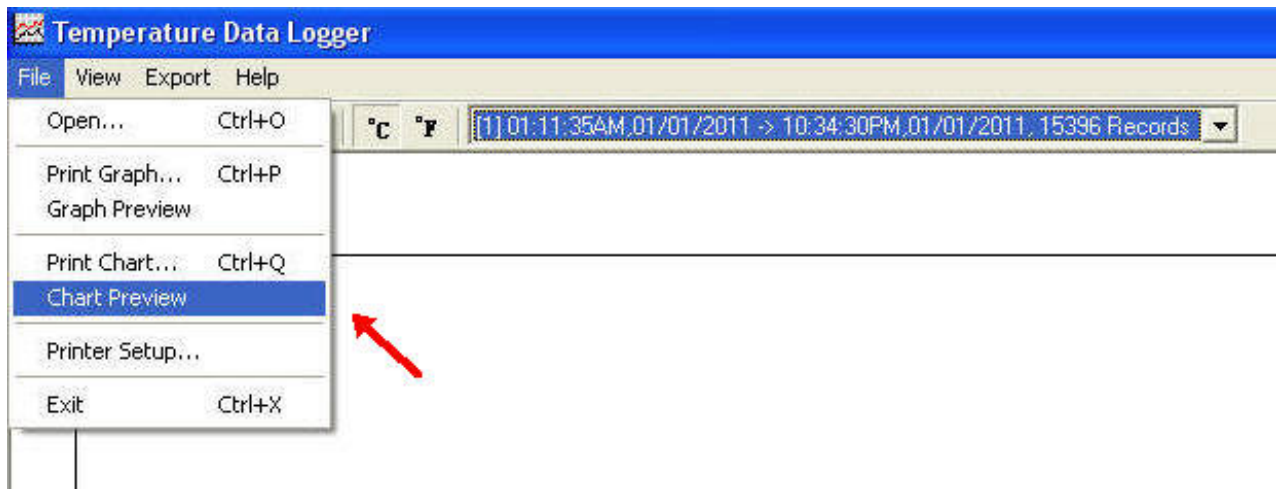 Temperature Data Logger
File View Export Help
°C °F [1] 01:11:35AM,01/01/2011 -> 10:34:30PM,01/01/2011, 15396 Records
Open... Ctrl+O
Print Graph... Ctrl+P
Graph Preview
Print Chart... Ctrl+Q
Chart Preview
Printer Setup...
Exit Ctrl+X